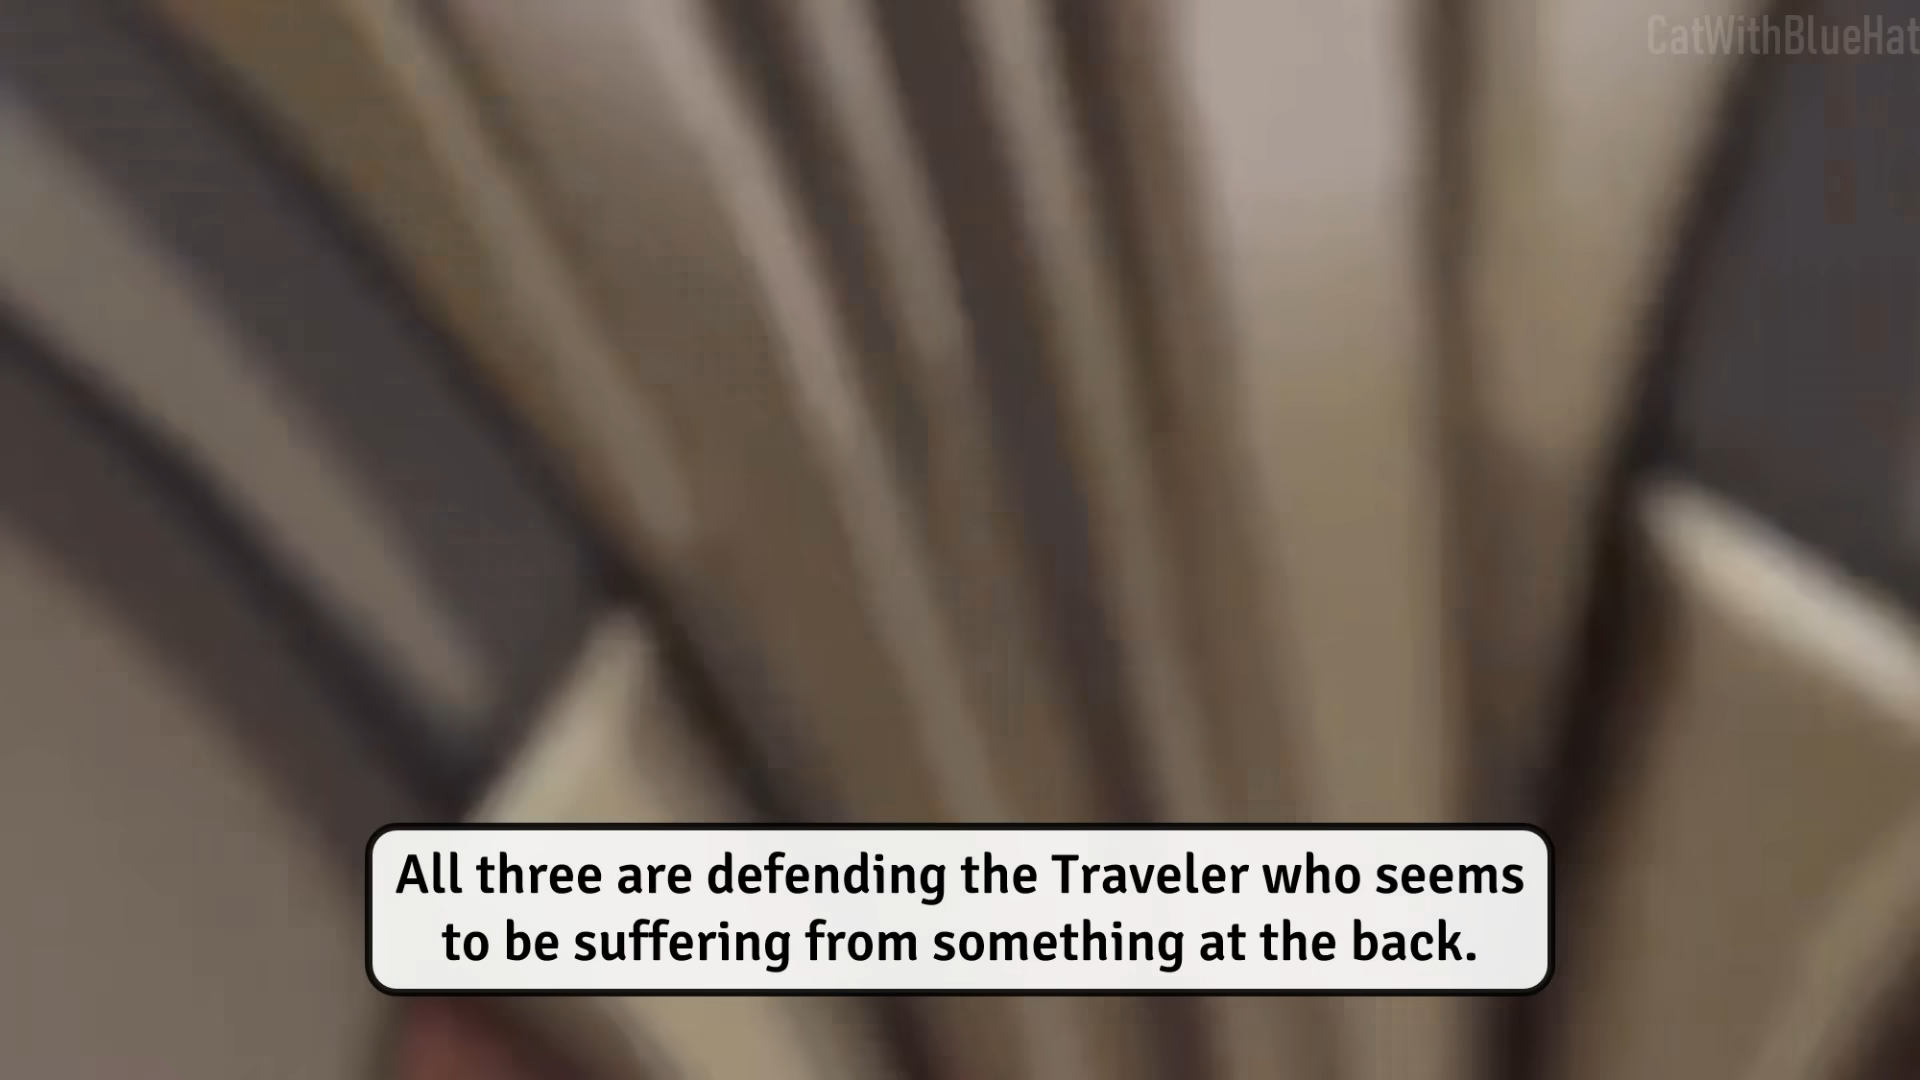 CatWithBlueHat
All three are defending the Traveler who seems
to be suffering from something at the back.